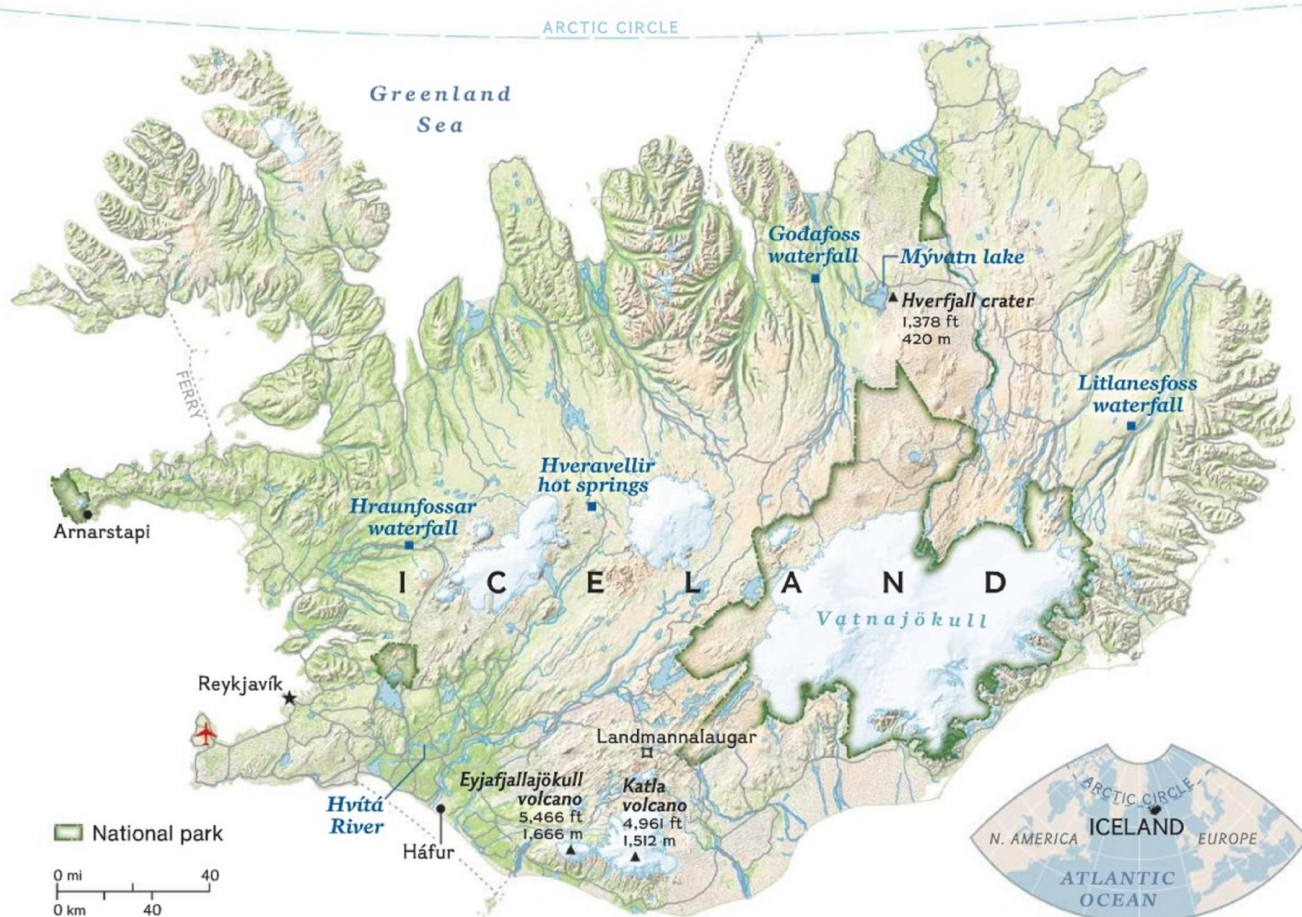 ARCTIC CIRCLE
Greenland
Sea
Gođafoss
waterfall
Mývatn lake
Hverfjall crater
1,378 ft
420 m
FERRY
Litlanesfoss
waterfall
Hveravellir
hot springs
Hraunfossar
waterfall
Arnarstapi
ICELAND
Vatnajökull
Reykjavík
Landmannalaugar
Eyjafjallajökull
volcano
5,466 ft
1,666 m
Katla
volcano
4,961 ft
1,512 m
Hvítá
River
Háfur
National park
0 mi 40
0 km 40
ARCTIC CIRCLE
ICELAND
N. AMERICA EUROPE
ATLANTIC
OCEAN